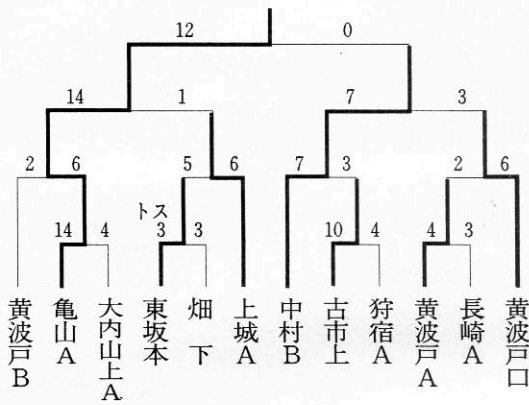 12 0
14 1 7 3
2 6 5 6 7 3 2 6
トス
14 4 3 3 10 4 4 3
黄波戸B
亀山A
大内山上A
東坂本
畑下
上城A
中村B
古市上
狩宿A
黄波戸A
長崎A
黄波戸口